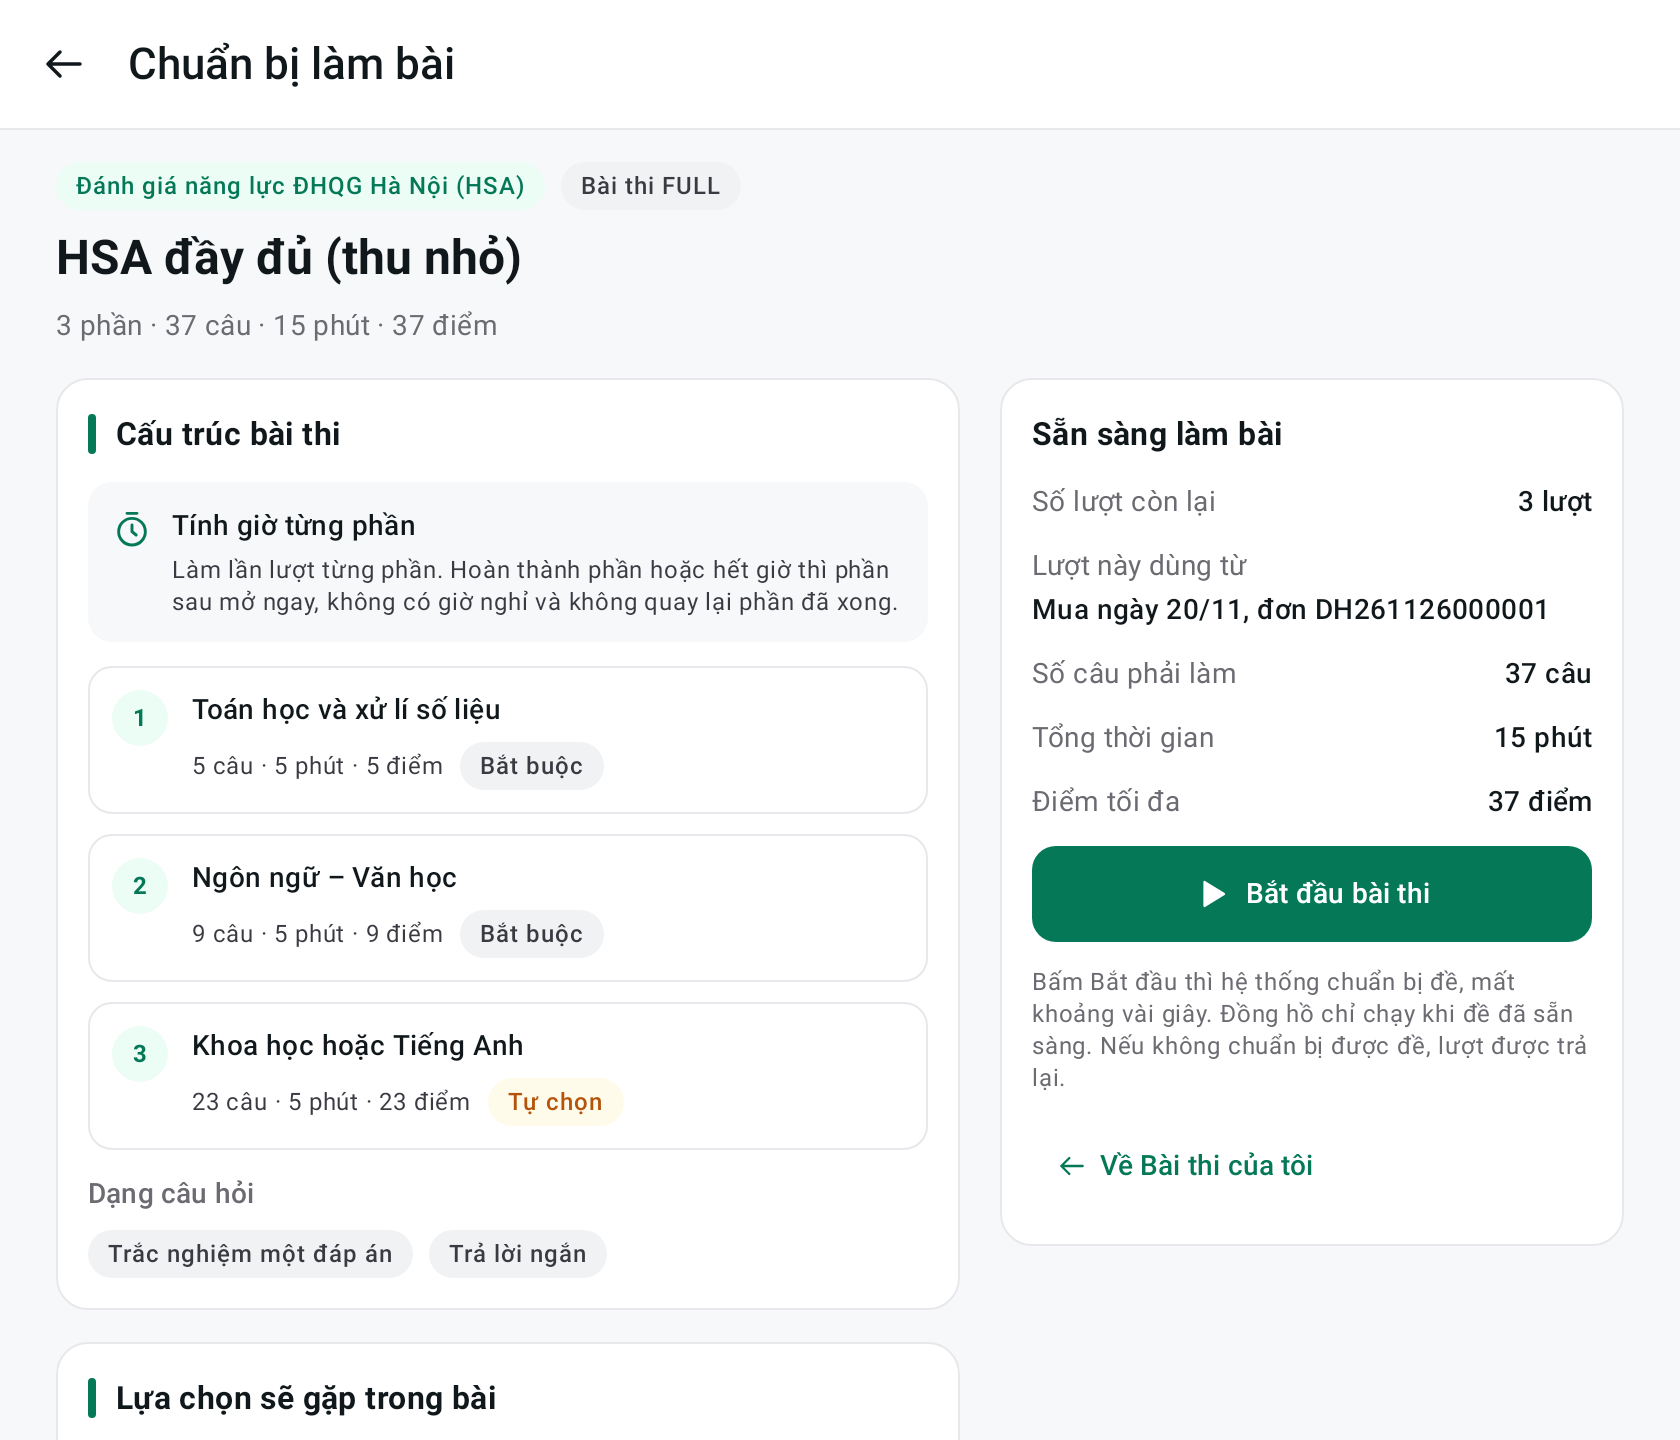 Chuẩn bị làm bài
Đánh giá năng lực ĐHQG Hà Nội (HSA)
Bài thi FULL
HSA đầy đủ (thu nhỏ)
3 phần · 37 câu · 15 phút · 37 điểm
Cấu trúc bài thi
Tính giờ từng phần
Làm lần lượt từng phần. Hoàn thành phần hoặc hết giờ thì phần
sau mở ngay, không có giờ nghỉ và không quay lại phần đã xong.
1
Toán học và xử lí số liệu
5 câu · 5 phút · 5 điểm
Bắt buộc
2
Ngôn ngữ – Văn học
9 câu · 5 phút · 9 điểm
Bắt buộc
3
Khoa học hoặc Tiếng Anh
23 câu · 5 phút · 23 điểm
Tự chọn
Dạng câu hỏi
Trắc nghiệm một đáp án
Trả lời ngắn
Lựa chọn sẽ gặp trong bài
Sẵn sàng làm bài
Số lượt còn lại
3 lượt
Lượt này dùng từ
Mua ngày 20/11, đơn DH261126000001
Số câu phải làm
37 câu
Tổng thời gian
15 phút
Điểm tối đa
37 điểm
Bắt đầu bài thi
Bấm Bắt đầu thì hệ thống chuẩn bị đề, mất
khoảng vài giây. Đồng hồ chỉ chạy khi đề đã sẵn
sàng. Nếu không chuẩn bị được đề, lượt được trả
lại.
Về Bài thi của tôi